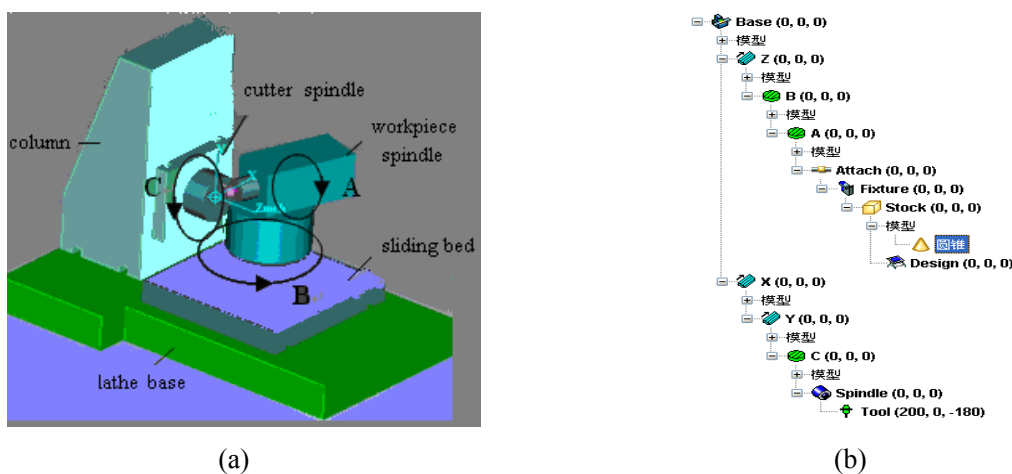 cutter spindle
workpiece
spindle
column
C
X
A
Zmch
sliding bed
B
lathe base
(a)
Base (0, 0, 0)
模型
Z (0, 0, 0)
模型
B (0, 0, 0)
模型
A (0, 0, 0)
模型
Attach (0, 0, 0)
Fixture (0, 0, 0)
Stock (0, 0, 0)
模型
圆锥
Design (0, 0, 0)
X (0, 0, 0)
模型
Y (0, 0, 0)
模型
C (0, 0, 0)
模型
Spindle (0, 0, 0)
Tool (200, 0, -180)
(b)